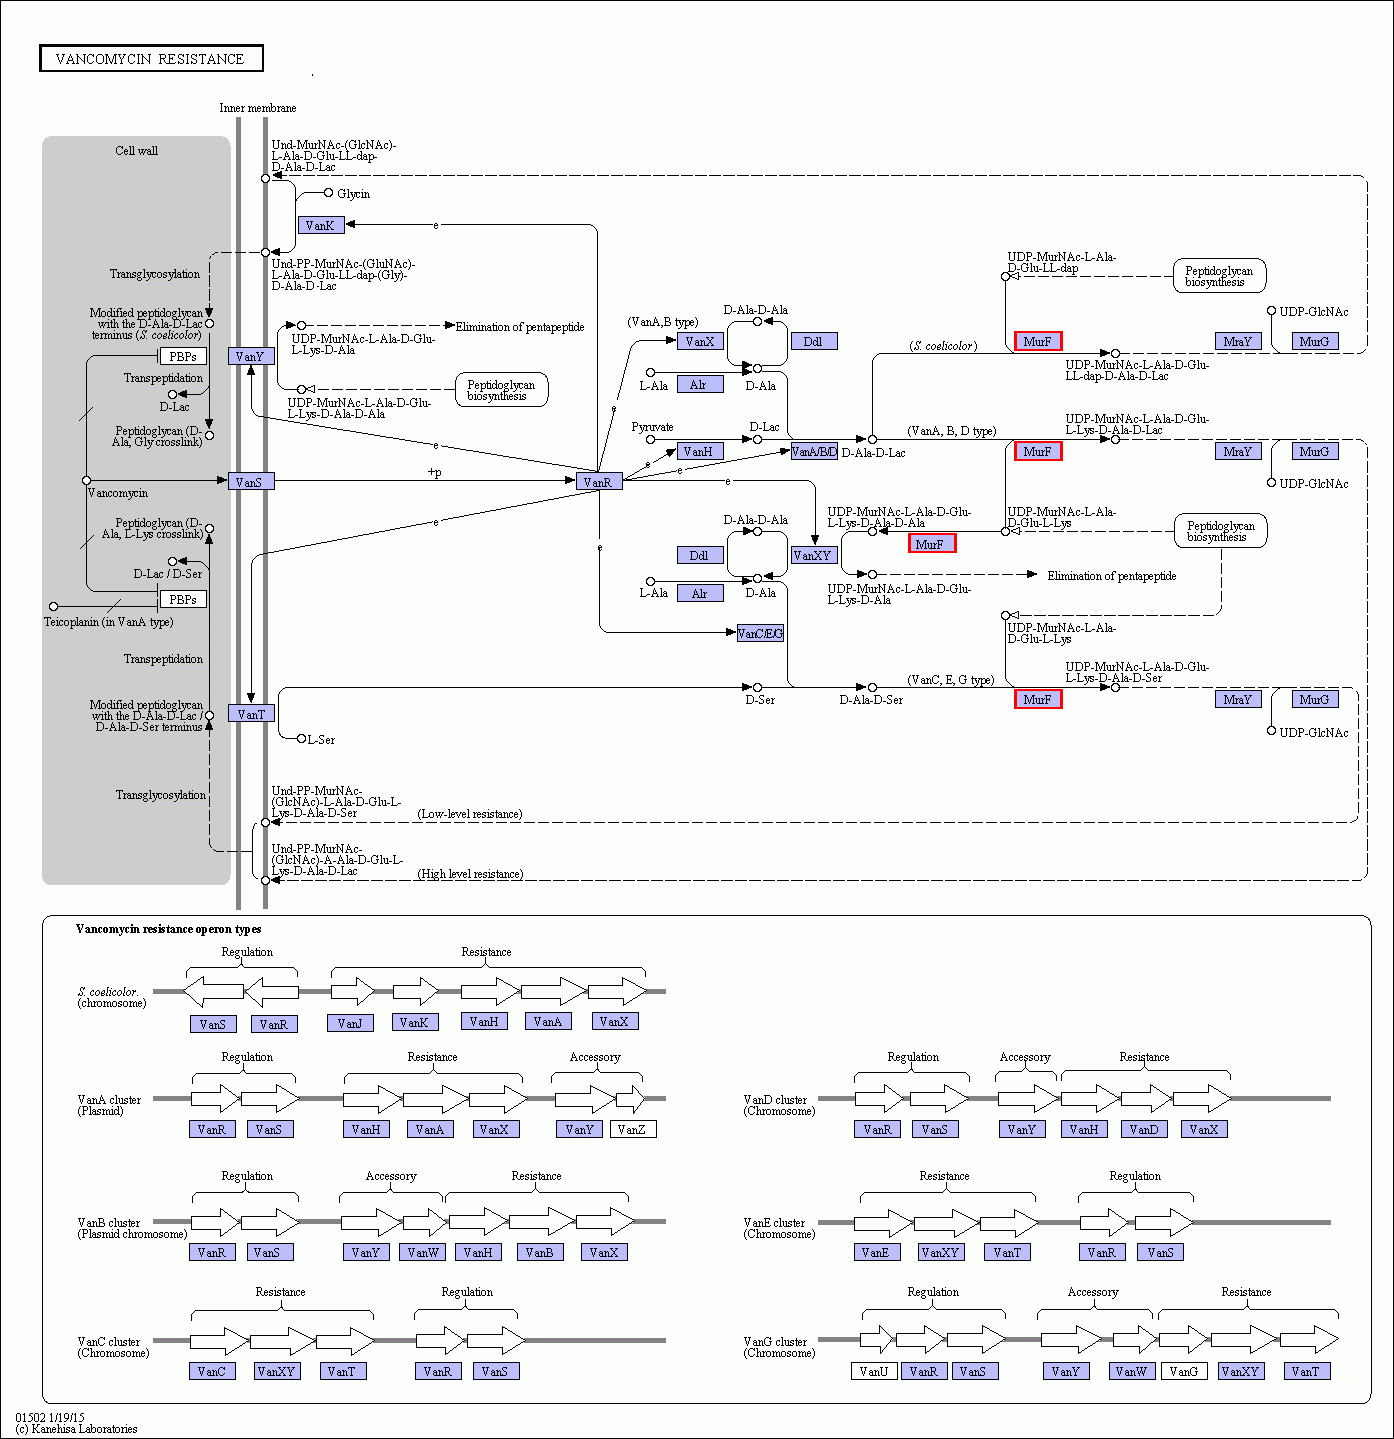 VANCOMYCIN RESISTANCE
Inner membrane
Cell wall
Und-MurNAc-(GlcNAc)-
L-Ala-D-Glu-LL-dap-
D-Ala-D-Lac
Glycin
VanK
e
Und-PP-MurNAc-(GluNAc)-
L-Ala-D-Glu-LL-dap-(Gly)-
D-Ala-D-Lac
Transglycosylation
Modified peptidoglycan
with the D-Ala-D-Lac
terminus (S. coelicolor)
PBPs
Transpeptidation
D-Lac
Peptidoglycan (D-
Ala, Gly crosslink)
VanY
UDP-MurNAc-L-Ala-D-Glu-
L-Lys-D-Ala
Elimination of pentapeptide
UDP-MurNAc-L-Ala-D-Glu-
L-Lys-D-Ala-D-Ala
Peptidoglycan
biosynthesis
e
Vancomycin
VanS
+p
VanR
e
Peptidoglycan (D-
Ala, L-Lys crosslink)
D-Lac / D-Ser
PBPs
Teicoplanin (in VanA type)
Transpeptidation
Modified peptidoglycan
with the D-Ala-D-Lac /
D-Ala-D-Ser terminus
VanT
L-Ser
Transglycosylation
Und-PP-MurNAc-
(GlcNAc)-L-Ala-D-Glu-L-
Lys-D-Ala-D-Ser
(Low-level resistance)
Und-PP-MurNAc-
(GlcNAc)-A-Ala-D-Glu-L-
Lys-D-Ala-D-Lac
(High level resistance)
(VanA,B type)
D-Ala-D-Ala
VanX
Ddl
L-Ala
Alr
D-Ala
e
Pyruvate
D-Lac
VanH
VanA/B/D
D-Ala-D-Lac
e
e
e
e
D-Ala-D-Ala
Ddl
VanXY
L-Ala
Alr
D-Ala
VanC/E/G
D-Ser
D-Ala-D-Ser
UDP-MurNAc-L-Ala-
D-Glu-LL-dap
Peptidoglycan
biosynthesis
UDP-GlcNAc
(S. coelicolor)
MurF
MraY
MurG
UDP-MurNAc-L-Ala-D-Glu-
LL-dap-D-Ala-D-Lac
(VanA, B, D type)
UDP-MurNAc-L-Ala-D-Glu-
L-Lys-D-Ala-D-Lac
MurF
MraY
MurG
UDP-GlcNAc
UDP-MurNAc-L-Ala-D-Glu-
L-Lys-D-Ala-D-Ala
UDP-MurNAc-L-Ala-
D-Glu-L-Lys
Peptidoglycan
biosynthesis
MurF
Elimination of pentapeptide
UDP-MurNAc-L-Ala-D-Glu-
L-Lys-D-Ala
UDP-MurNAc-L-Ala-
D-Glu-L-Lys
(VanC, E, G type)
UDP-MurNAc-L-Ala-D-Glu-
L-Lys-D-Ala-D-Ser
MurF
MraY
MurG
UDP-GlcNAc
Vancomycin resistance operon types
Regulation
Resistance
S. coelicolor.
(chromosome)
VanS
VanR
VanJ
VanK
VanH
VanA
VanX
Regulation
Resistance
Accessory
VanA cluster
(Plasmid)
VanR
VanS
VanH
VanA
VanX
VanY
VanZ
Regulation
Accessory
Resistance
VanD cluster
(Chromosome)
VanR
VanS
VanY
VanH
VanD
VanX
Regulation
Accessory
Resistance
VanB cluster
(Plasmid chromosome)
VanR
VanS
VanY
VanW
VanH
VanB
VanX
Resistance
Regulation
VanE cluster
(Chromosome)
VanE
VanXY
VanT
VanR
VanS
Resistance
Regulation
VanC cluster
(Chromosome)
VanC
VanXY
VanT
VanR
VanS
Regulation
Accessory
Resistance
VanG cluster
(Chromosome)
VanU
VanR
VanS
VanY
VanW
VanG
VanXY
VanT
01502 1/19/15
(c) Kanehisa Laboratories